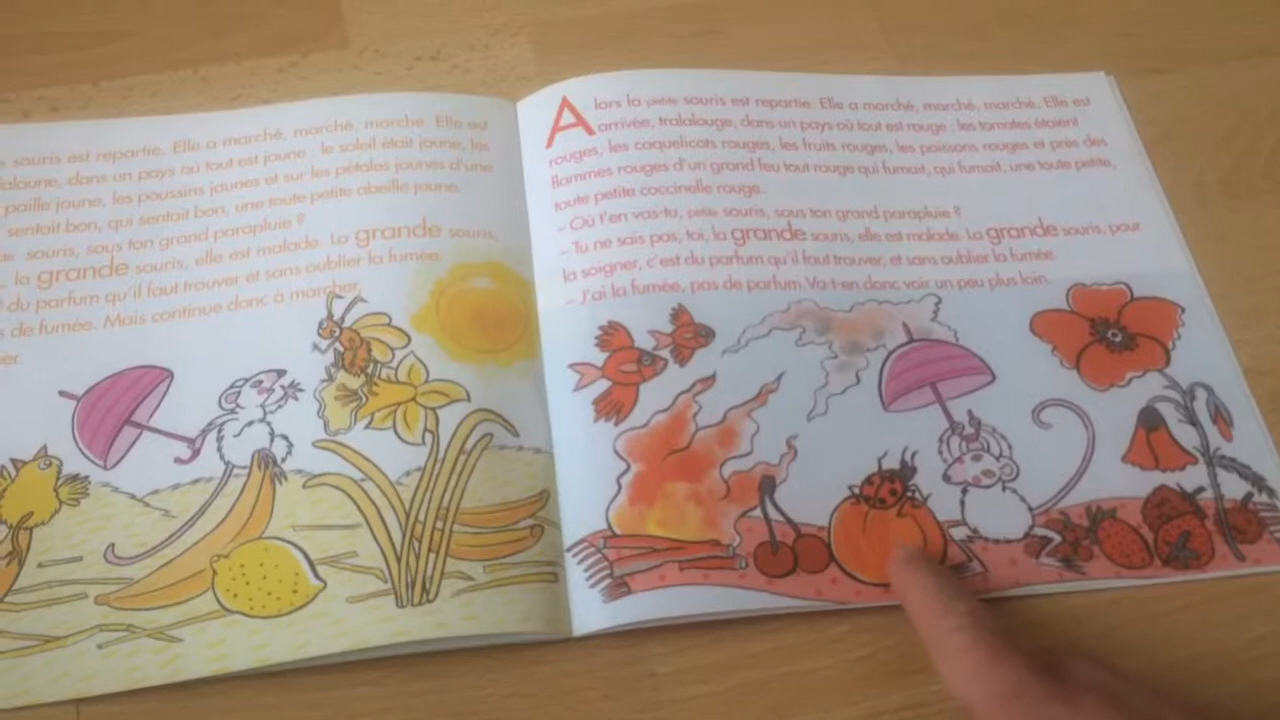 souris est repartie. Elle a marché, marché, marché. Elle est
dans un pays où tout est jaune : le soleil était jaune, les
paille jaune, les poussins jaunes et sur les pétales jaunes d'une
sentait bon, qui sentait bon, une toute petite abeille jaune.
souris, sous ton grand parapluie ?
la grande souris, elle est malade. La grande souris,
du parfum qu'il faut trouver et sans oublier la fumée.
de fumée. Mais continue donc à marcher,
Alors la petite souris est repartie. Elle a marché, marché, marché. Elle est
arrivée, tralalouge, dans un pays où tout est rouge : les tomates étaient
rouges, les coquelicots rouges, les fruits rouges, les poissons rouges et près des
flammes rouges d'un grand feu tout rouge qui fumait, qui fumait, une toute petite,
toute petite coccinelle rouge.
– Où t'en vas-tu, petite souris, sous ton grand parapluie ?
– Tu ne sais pas, toi, la grande souris, elle est malade. La grande souris, pour
la soigner, c'est du parfum qu'il faut trouver, et sans oublier la fumée.
– J'ai la fumée, pas de parfum. Va-t-en donc voir un peu plus loin.